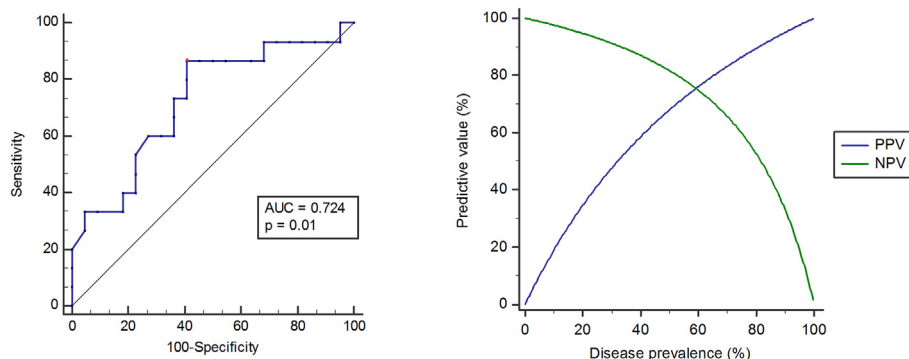 100
80
60
40
20
0
Sensitivity
0 20 40 60 80 100
100-Specificity
AUC = 0.724
p = 0.01
100
80
60
40
20
0
Predictive value (%)
0 20 40 60 80 100
Disease prevalence (%)
PPV
NPV